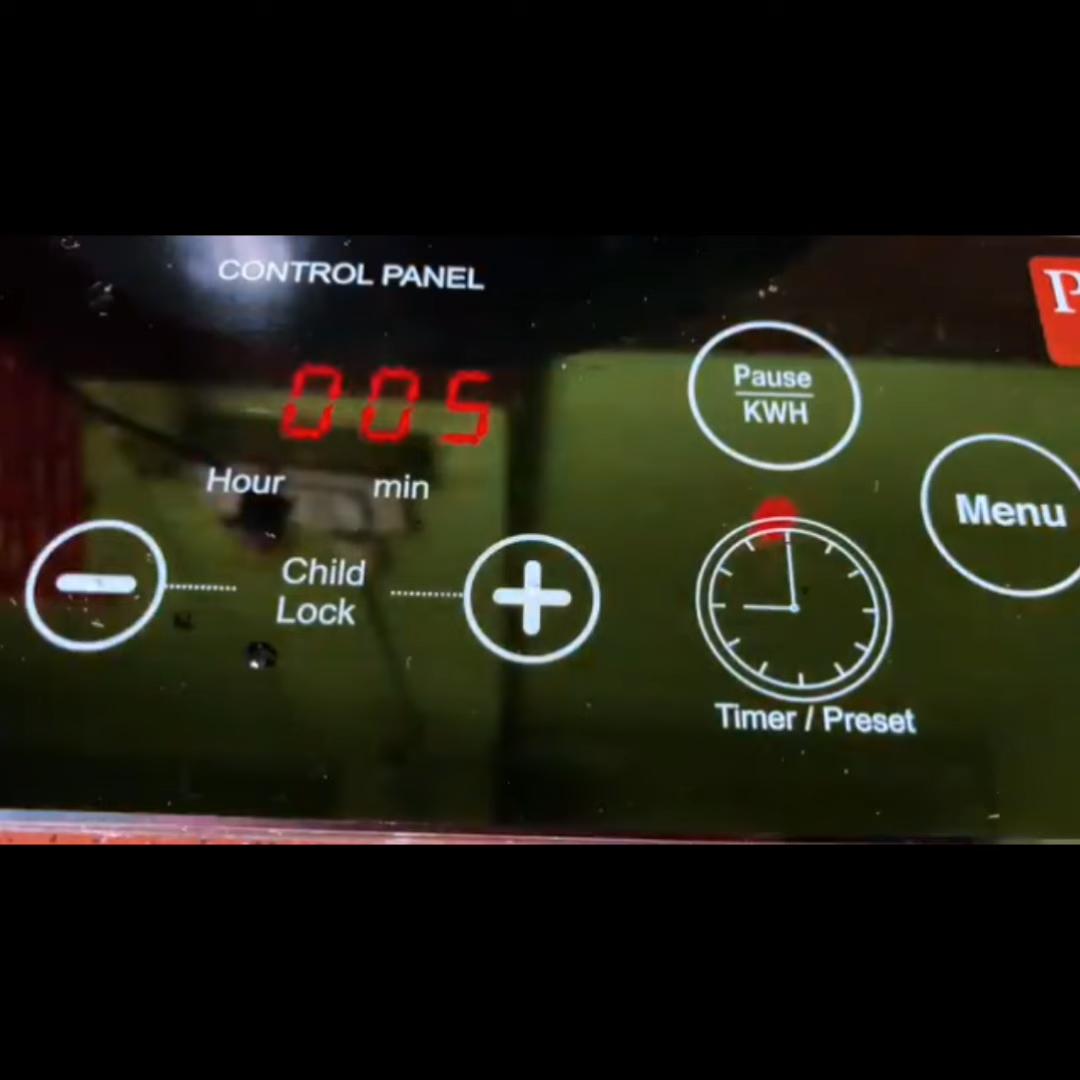 CONTROL PANEL
005
Hour min
Child
Lock
Pause
KWH
Menu
Timer / Preset
P